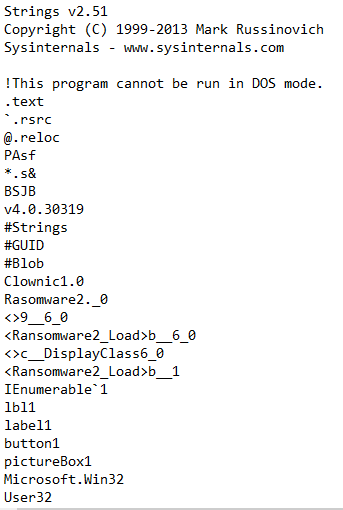 Strings v2.51
Copyright (C) 1999-2013 Mark Russinovich
Sysinternals - www.sysinternals.com
!This program cannot be run in DOS mode.
.text
`.rsrc
@.reloc
PAsf
*.s&
BSJB
v4.0.30319
#Strings
#GUID
#Blob
Clownic1.0
Rasomware2._0
<>9__6_0
<Ransomware2_Load>b__6_0
<>c__DisplayClass6_0
<Ransomware2_Load>b__1
IEnumerable`1
lbl1
label1
button1
pictureBox1
Microsoft.Win32
User32